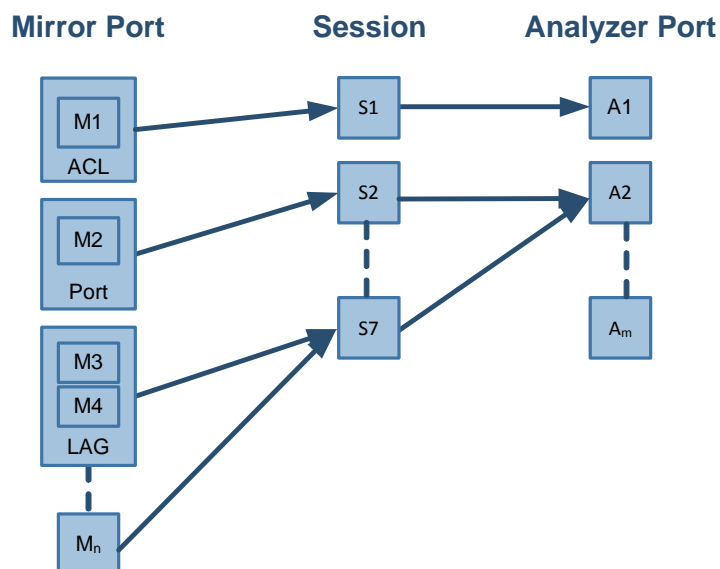 Mirror Port Session Analyzer Port
M1 S1 A1
ACL
M2 S2 A2
Port
M3 S7 Am
M4
LAG
Mn